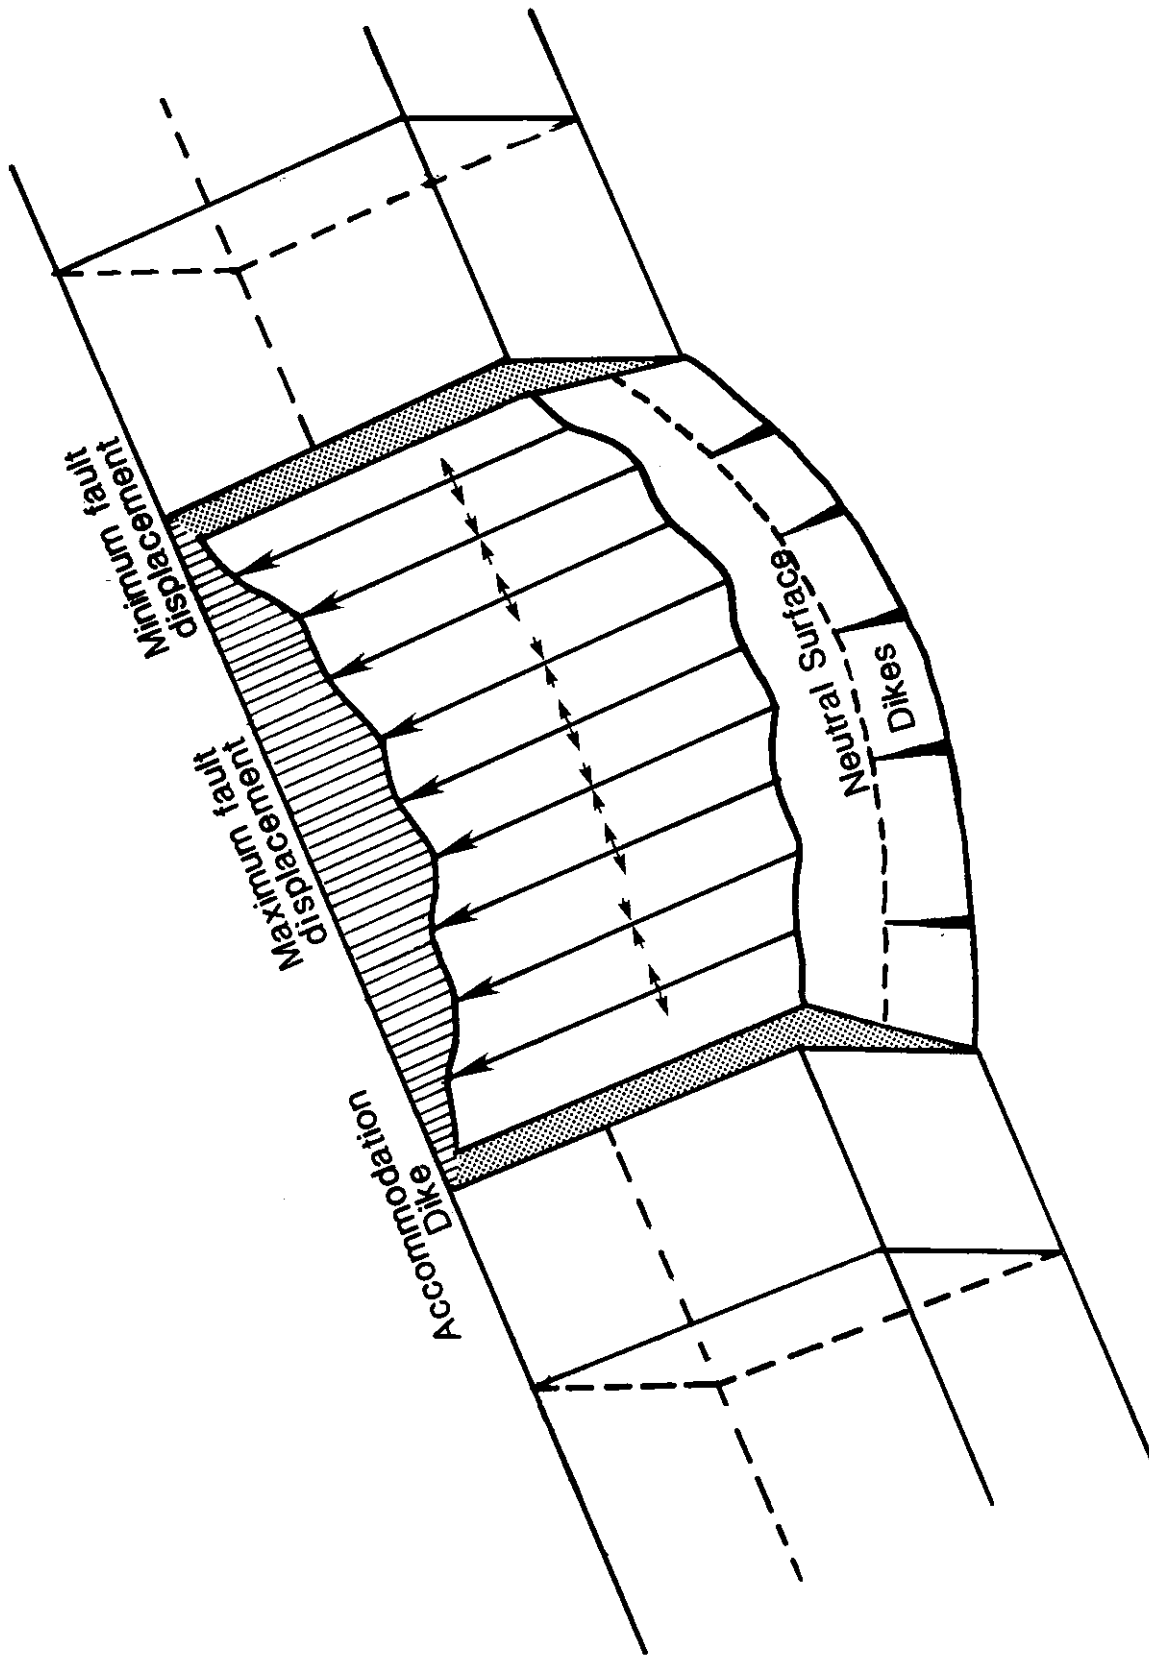 Minimum fault
displacement
Maximum fault
displacement
Accommodation
Dike
Neutral Surface
Dikes